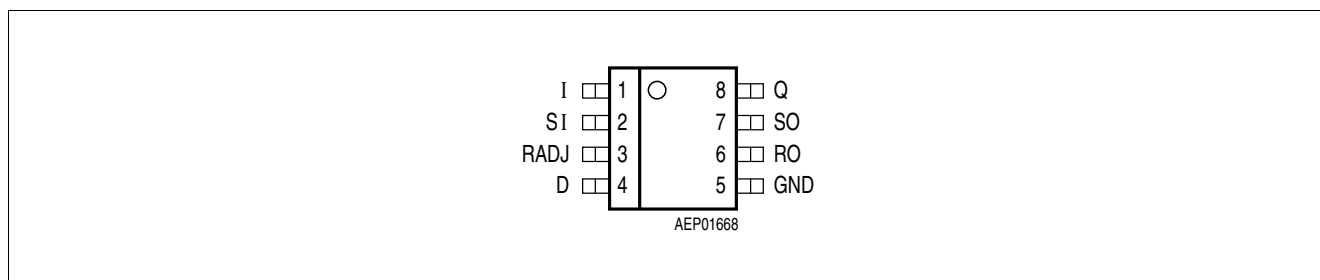 I 1 8 Q
SI 2 7 SO
RADJ 3 6 RO
D 4 5 GND
AEP01668